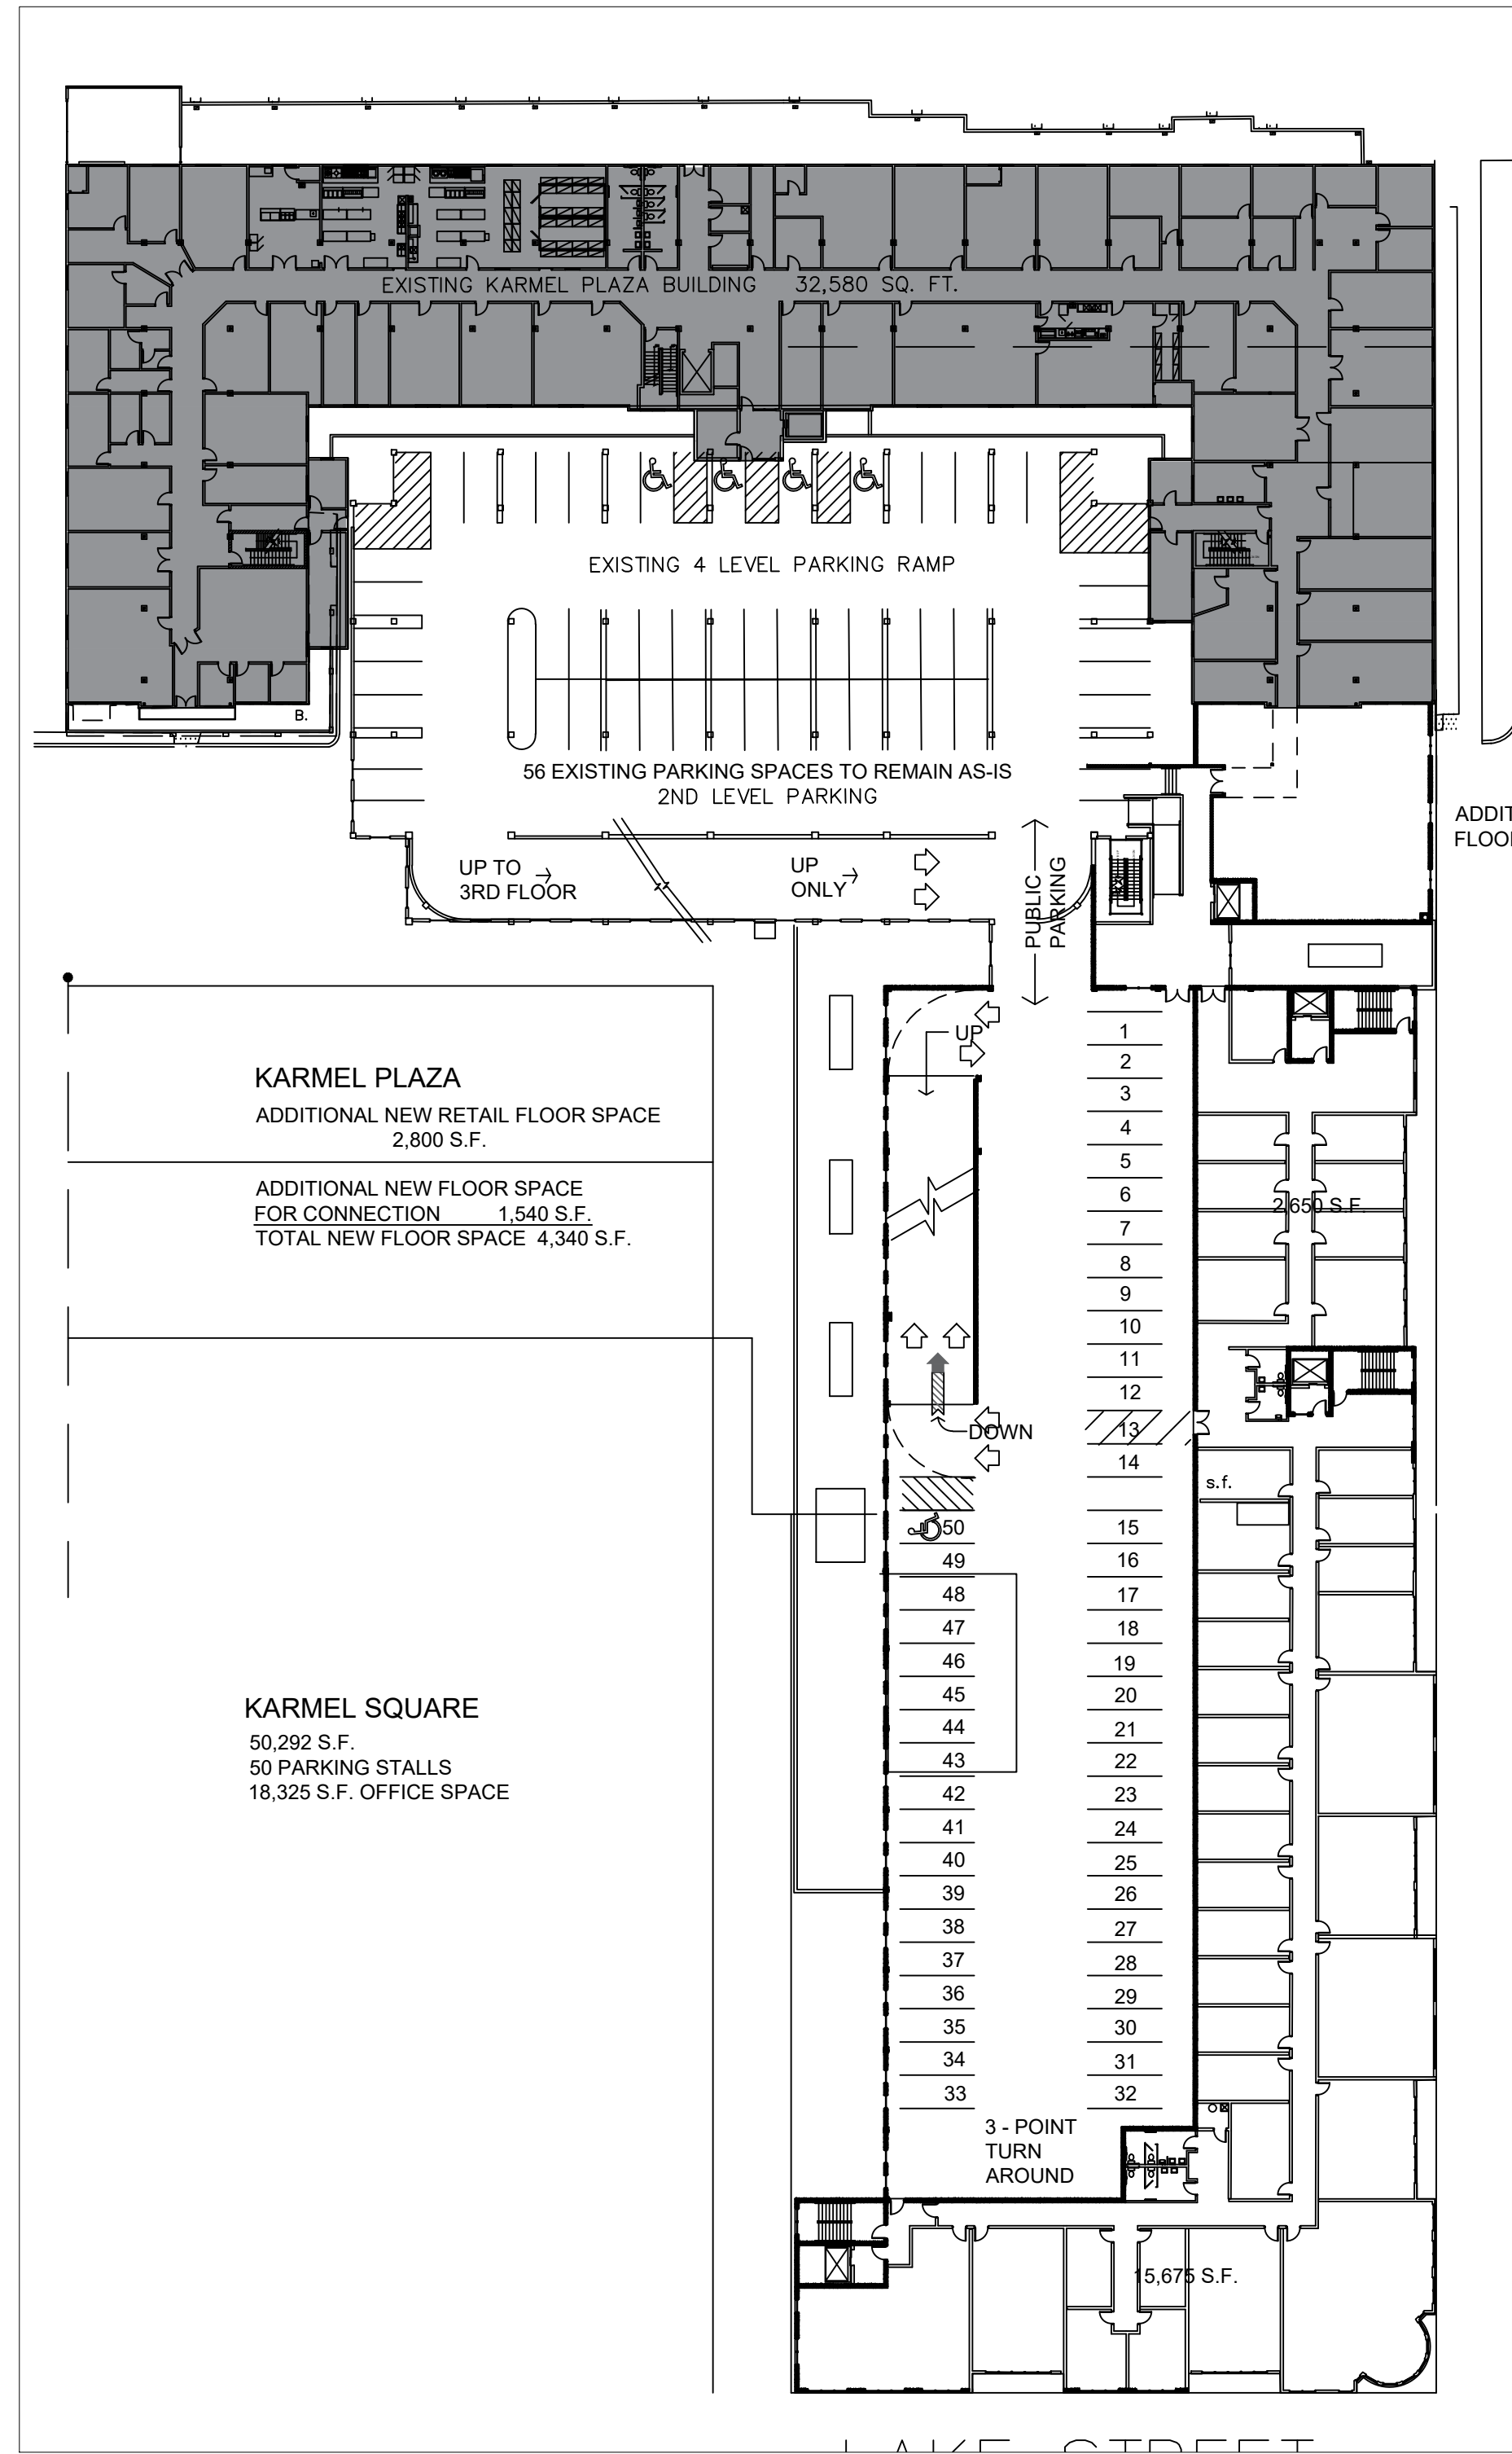 EXISTING KARMEL PLAZA BUILDING 32,580 SQ. FT.
EXISTING 4 LEVEL PARKING RAMP
B.
56 EXISTING PARKING SPACES TO REMAIN AS-IS
2ND LEVEL PARKING
UP TO
3RD FLOOR
UP
ONLY
PUBLIC
PARKING
KARMEL PLAZA
ADDITIONAL NEW RETAIL FLOOR SPACE
2,800 S.F.
ADDITIONAL NEW FLOOR SPACE
FOR CONNECTION 1,540 S.F.
TOTAL NEW FLOOR SPACE 4,340 S.F.
UP
1
2
3
4
5
6
7
8
9
10
11
12
13
14
2,650 S.F.
DOWN
s.f.
50
49
48
47
46
45
44
43
42
41
40
39
38
37
36
35
34
33
15
16
17
18
19
20
21
22
23
24
25
26
27
28
29
30
31
32
KARMEL SQUARE
50,292 S.F.
50 PARKING STALLS
18,325 S.F. OFFICE SPACE
3 - POINT
TURN
AROUND
15,675 S.F.
LAKE STREET